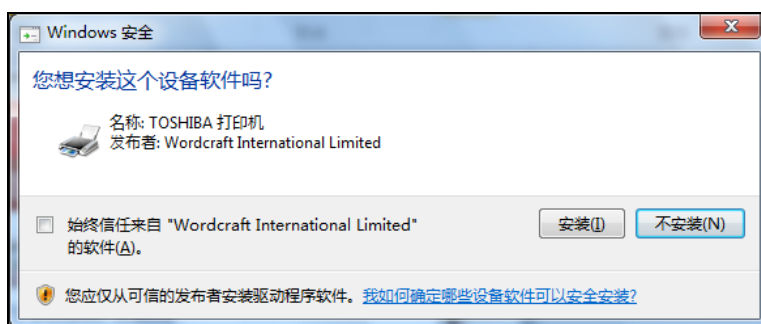 Windows 安全
您想安装这个设备软件吗?
名称: TOSHIBA 打印机
发布者: Wordcraft International Limited
始终信任来自 "Wordcraft International Limited"
的软件(A)。
安装(I)
不安装(N)
您应仅从可信的发布者安装驱动程序软件。我如何确定哪些设备软件可以安全安装?